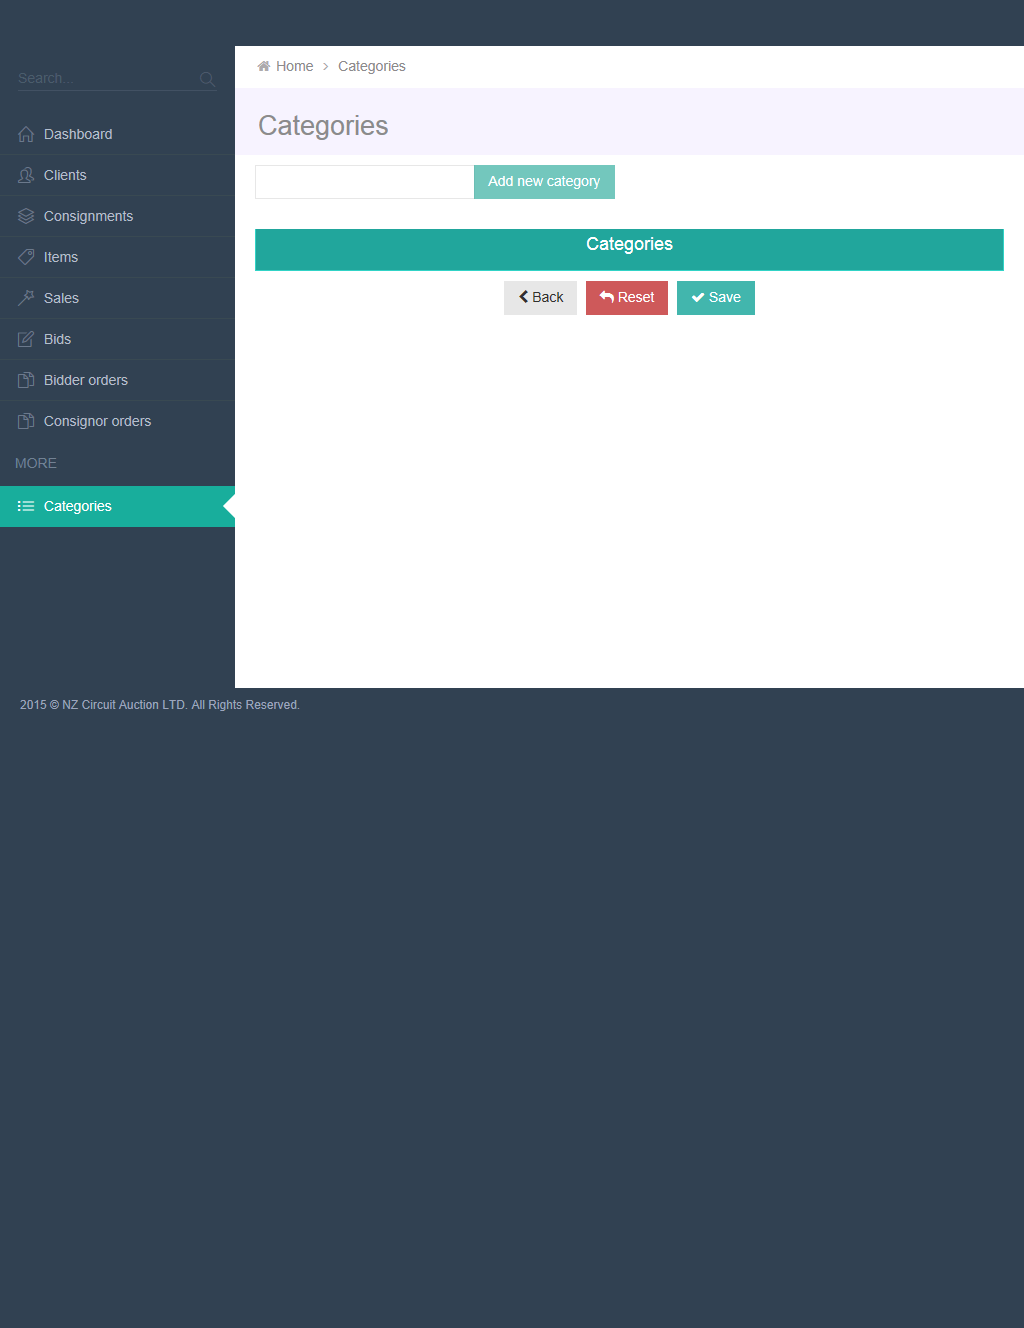 Search...
Dashboard
Clients
Consignments
Items
Sales
Bids
Bidder orders
Consignor orders
MORE
Categories
Home
Categories
Categories
Add new category
Categories
Back Reset Save
2015 © NZ Circuit Auction LTD. All Rights Reserved.